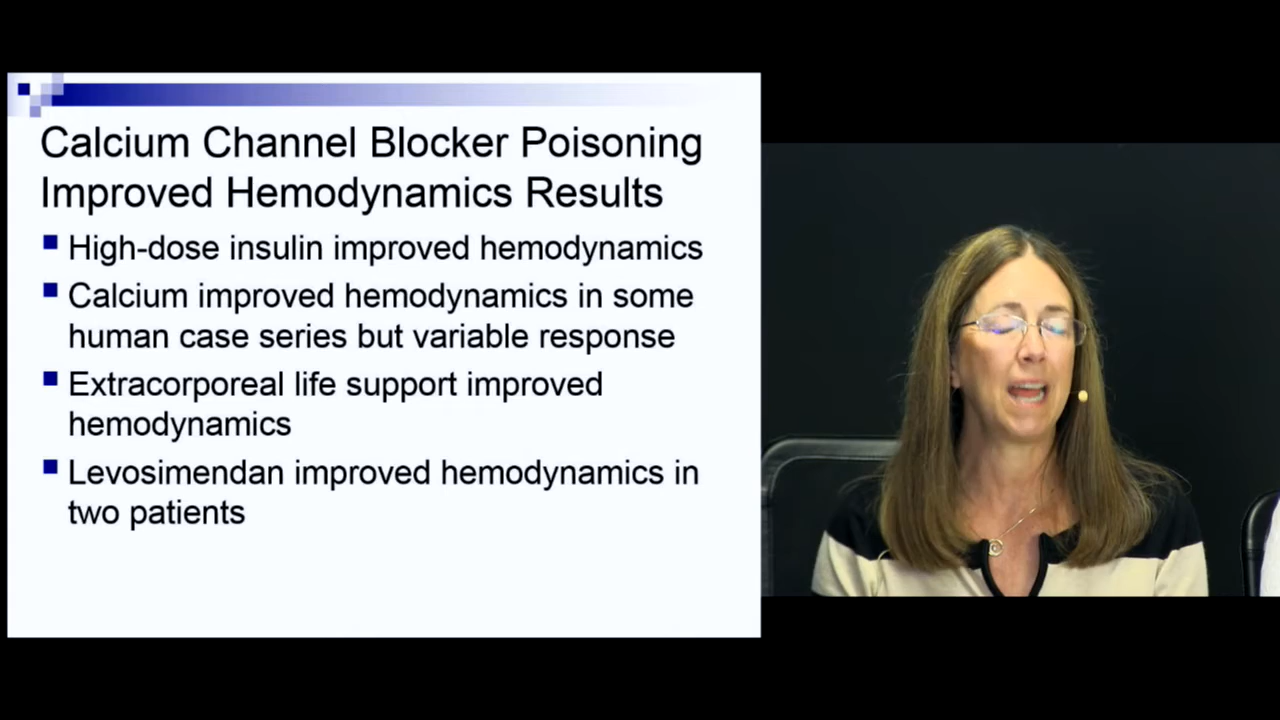 Calcium Channel Blocker Poisoning
Improved Hemodynamics Results
High-dose insulin improved hemodynamics
Calcium improved hemodynamics in some
human case series but variable response
Extracorporeal life support improved
hemodynamics
Levosimendan improved hemodynamics in
two patients